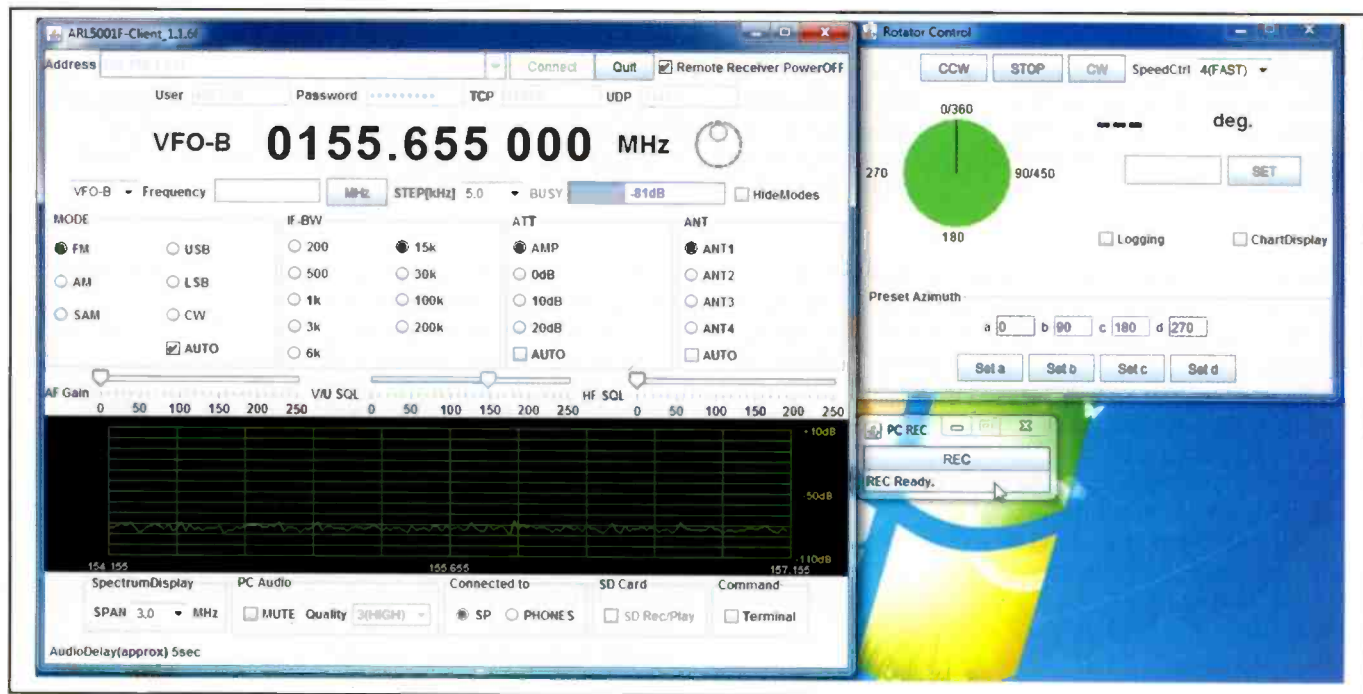 ARL5001F-Client_1.1.6f
Address Connect Quit Remote Receiver PowerOFF
User Password ········· TCP UDP
VFO-B 0155.655 000 MHz
VFO-B Frequency MHz STEP[kHz] 5.0 BUSY -81dB HideModes
MODE IF-BW ATT ANT
FM USB 200 15k AMP ANT1
AM LSB 500 30k 0dB ANT2
SAM CW 1k 100k 10dB ANT3
3k 200k 20dB ANT4
AUTO 6k AUTO AUTO
AF Gain V/U SQL HF SQL
0 50 100 150 200 250 0 50 100 150 200 250 0 50 100 150 200 250
+10dB
-50dB
-110dB
154.155 155.655 157.155
SpectrumDisplay PC Audio Connected to SD Card Command
SPAN 3.0 MHz MUTE Quality 3(HIGH) SP PHONES SD Rec/Play Terminal
AudioDelay(approx) 5sec
Rotator Control
CCW STOP CW SpeedCtrl 4(FAST)
0/360
--- deg.
270 90/450 SET
180 Logging ChartDisplay
Preset Azimuth
a 0 b 90 c 180 d 270
Set a Set b Set c Set d
PC REC
REC
REC Ready.